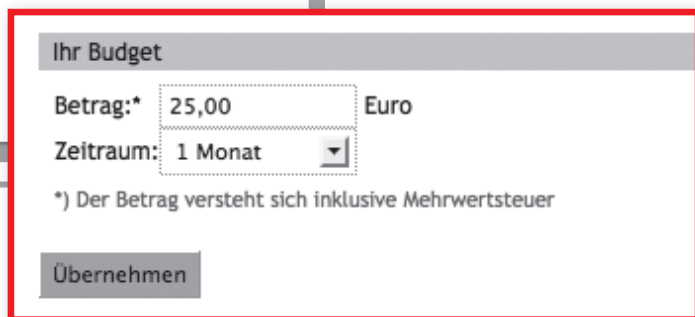 Ihr Budget
Betrag:* 25,00 Euro
Zeitraum: 1 Monat
*) Der Betrag versteht sich inklusive Mehrwertsteuer
Übernehmen